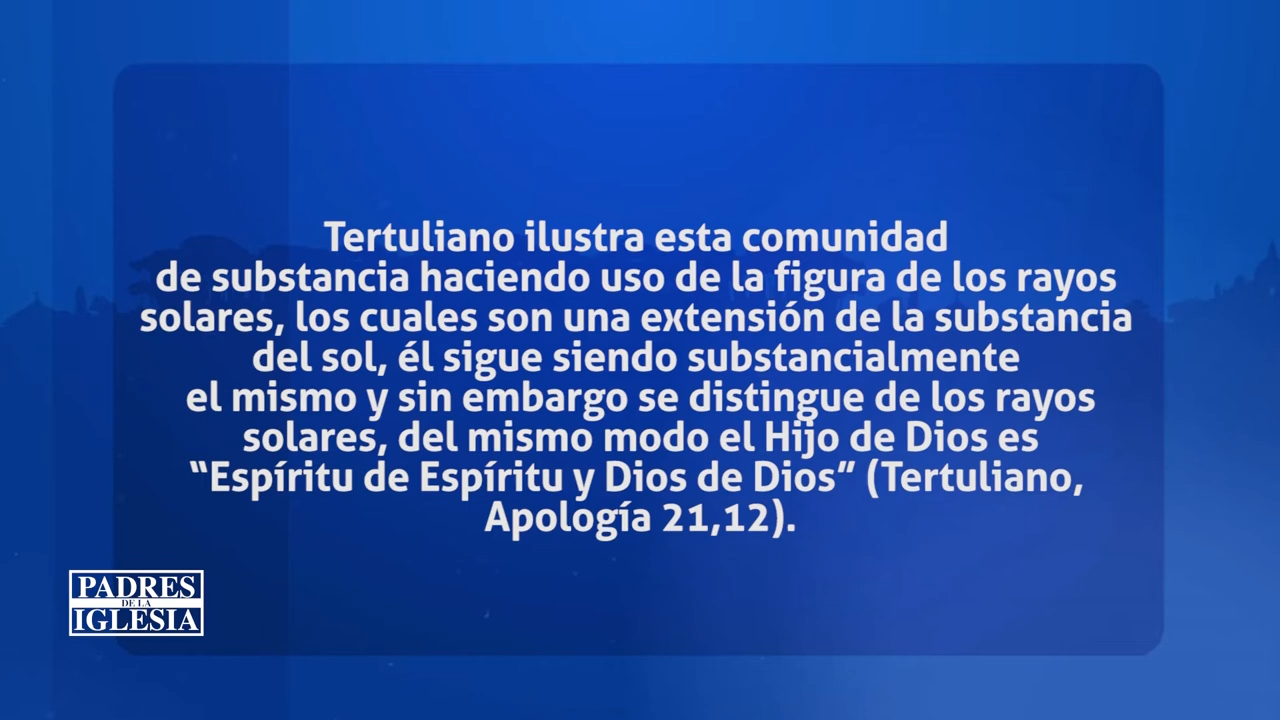 Tertuliano ilustra esta comunidad
de substancia haciendo uso de la figura de los rayos
solares, los cuales son una extensión de la substancia
del sol, él sigue siendo substancialmente
el mismo y sin embargo se distingue de los rayos
solares, del mismo modo el Hijo de Dios es
“Espíritu de Espíritu y Dios de Dios” (Tertuliano,
Apología 21,12).
PADRES
DE LA
IGLESIA